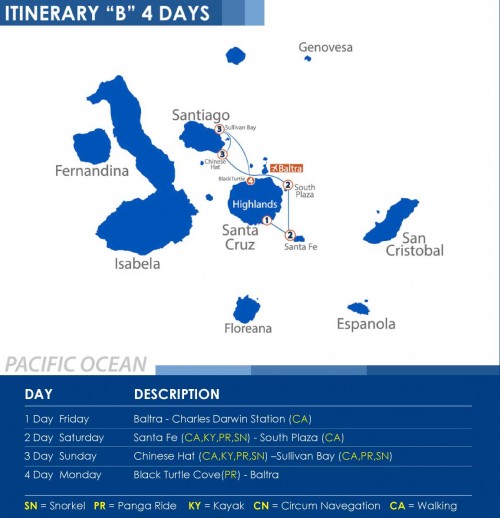 ITINERARY “B” 4 DAYS
Genovesa
Santiago
3
Sullivan Bay
Fernandina
3
Chinese
Hat
Baltra
Black Turtle
4
2
South
Plaza
Highlands
1
Santa
Cruz
2
Santa Fe
San
Cristobal
Isabela
Floreana
Espanola
PACIFIC OCEAN
DAY DESCRIPTION
1 Day Friday Baltra - Charles Darwin Station (CA)
2 Day Saturday Santa Fe (CA,KY,PR,SN) - South Plaza (CA)
3 Day Sunday Chinese Hat (CA,KY,PR,SN) –Sullivan Bay (CA,PR,SN)
4 Day Monday Black Turtle Cove(PR) - Baltra
SN = Snorkel PR = Panga Ride KY = Kayak CN = Circum Navegation CA = Walking